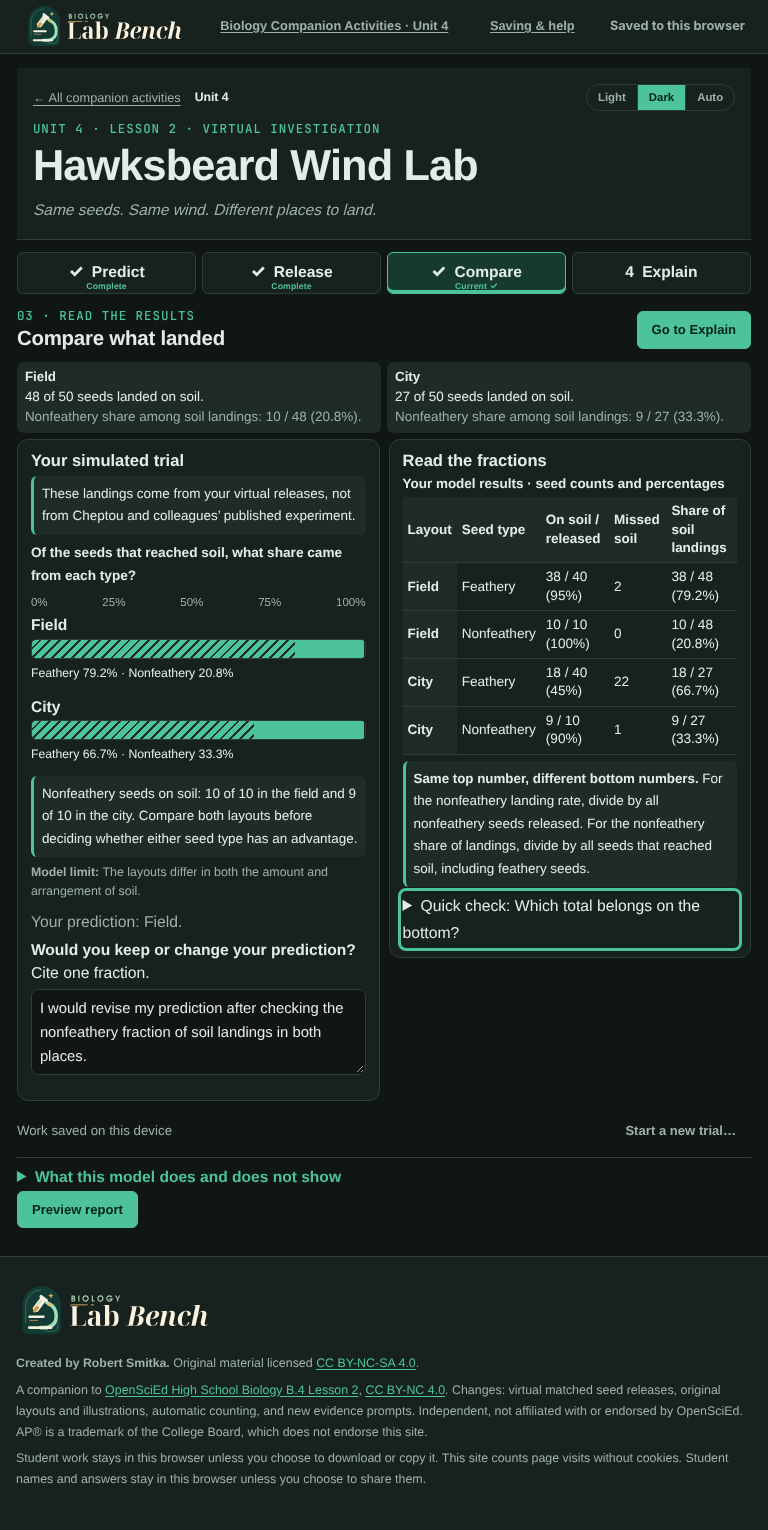 BIOLOGY
Lab Bench
Biology Companion Activities · Unit 4
Saving & help
Saved to this browser
← All companion activities
Unit 4
Light
Dark
Auto
UNIT 4 · LESSON 2 · VIRTUAL INVESTIGATION
Hawksbeard Wind Lab
Same seeds. Same wind. Different places to land.
✓ Predict
Complete
✓ Release
Complete
✓ Compare
Current ✓
4 Explain
03 · READ THE RESULTS
Compare what landed
Go to Explain
Field
48 of 50 seeds landed on soil.
Nonfeathery share among soil landings: 10 / 48 (20.8%).
City
27 of 50 seeds landed on soil.
Nonfeathery share among soil landings: 9 / 27 (33.3%).
Your simulated trial
These landings come from your virtual releases, not
from Cheptou and colleagues’ published experiment.
Of the seeds that reached soil, what share came
from each type?
0% 25% 50% 75% 100%
Field
Feathery 79.2% · Nonfeathery 20.8%
City
Feathery 66.7% · Nonfeathery 33.3%
Nonfeathery seeds on soil: 10 of 10 in the field and 9
of 10 in the city. Compare both layouts before
deciding whether either seed type has an advantage.
Model limit: The layouts differ in both the amount and
arrangement of soil.
Your prediction: Field.
Would you keep or change your prediction?
Cite one fraction.
I would revise my prediction after checking the
nonfeathery fraction of soil landings in both
places.
Read the fractions
Your model results · seed counts and percentages
Layout
Seed type
On soil /
released
Missed
soil
Share of
soil
landings
Field
Feathery
38 / 40
(95%)
2
38 / 48
(79.2%)
Field
Nonfeathery
10 / 10
(100%)
0
10 / 48
(20.8%)
City
Feathery
18 / 40
(45%)
22
18 / 27
(66.7%)
City
Nonfeathery
9 / 10
(90%)
1
9 / 27
(33.3%)
Same top number, different bottom numbers. For
the nonfeathery landing rate, divide by all
nonfeathery seeds released. For the nonfeathery
share of landings, divide by all seeds that reached
soil, including feathery seeds.
▶ Quick check: Which total belongs on the
bottom?
Work saved on this device
Start a new trial…
▶ What this model does and does not show
Preview report
BIOLOGY
Lab Bench
Created by Robert Smitka. Original material licensed CC BY-NC-SA 4.0.
A companion to OpenSciEd High School Biology B.4 Lesson 2, CC BY-NC 4.0. Changes: virtual matched seed releases, original
layouts and illustrations, automatic counting, and new evidence prompts. Independent, not affiliated with or endorsed by OpenSciEd.
AP® is a trademark of the College Board, which does not endorse this site.
Student work stays in this browser unless you choose to download or copy it. This site counts page visits without cookies. Student
names and answers stay in this browser unless you choose to share them.